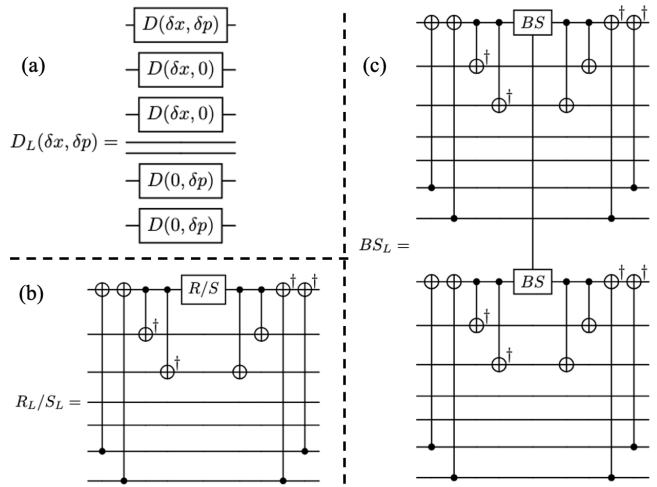 (a)
D(δx, δp)
D(δx, 0)
D(δx, 0)
D_L(δx, δp) =
D(0, δp)
D(0, δp)
(b)
R/S
† †
†
†
R_L/S_L =
(c)
BS
† †
†
†
BS_L =
BS
† †
†
†